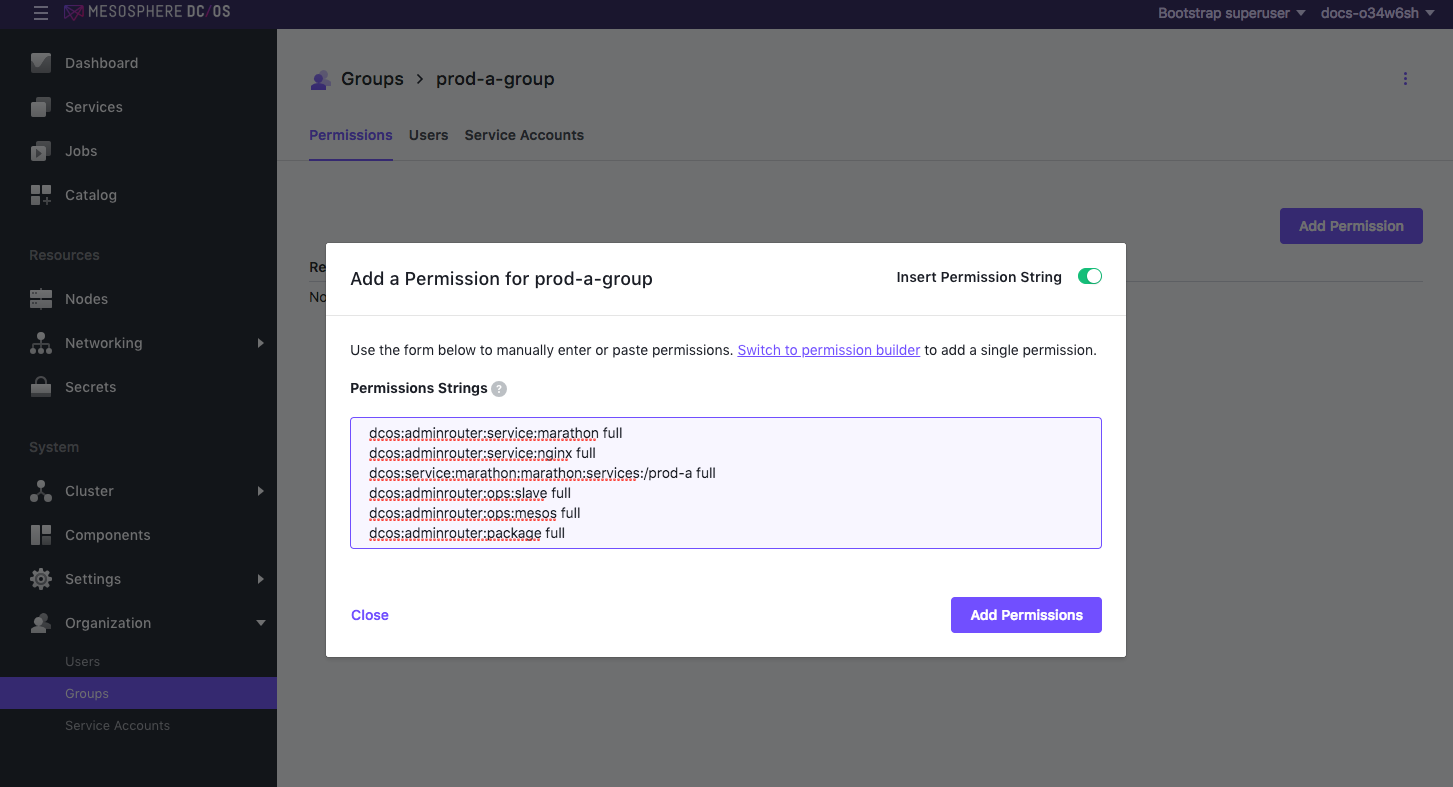 MESOSPHERE DC/OS
Bootstrap superuser
docs-o34w6sh
Dashboard
Services
Jobs
Catalog
Resources
Nodes
Networking
Secrets
System
Cluster
Components
Settings
Organization
Users
Groups
Service Accounts
Groups > prod-a-group
Permissions Users Service Accounts
Add Permission
Re
No
Add a Permission for prod-a-group
Insert Permission String
Use the form below to manually enter or paste permissions. Switch to permission builder to add a single permission.
Permissions Strings ?
dcos:adminrouter:service:marathon full
dcos:adminrouter:service:nginx full
dcos:service:marathon:marathon:services:/prod-a full
dcos:adminrouter:ops:slave full
dcos:adminrouter:ops:mesos full
dcos:adminrouter:package full
Close
Add Permissions